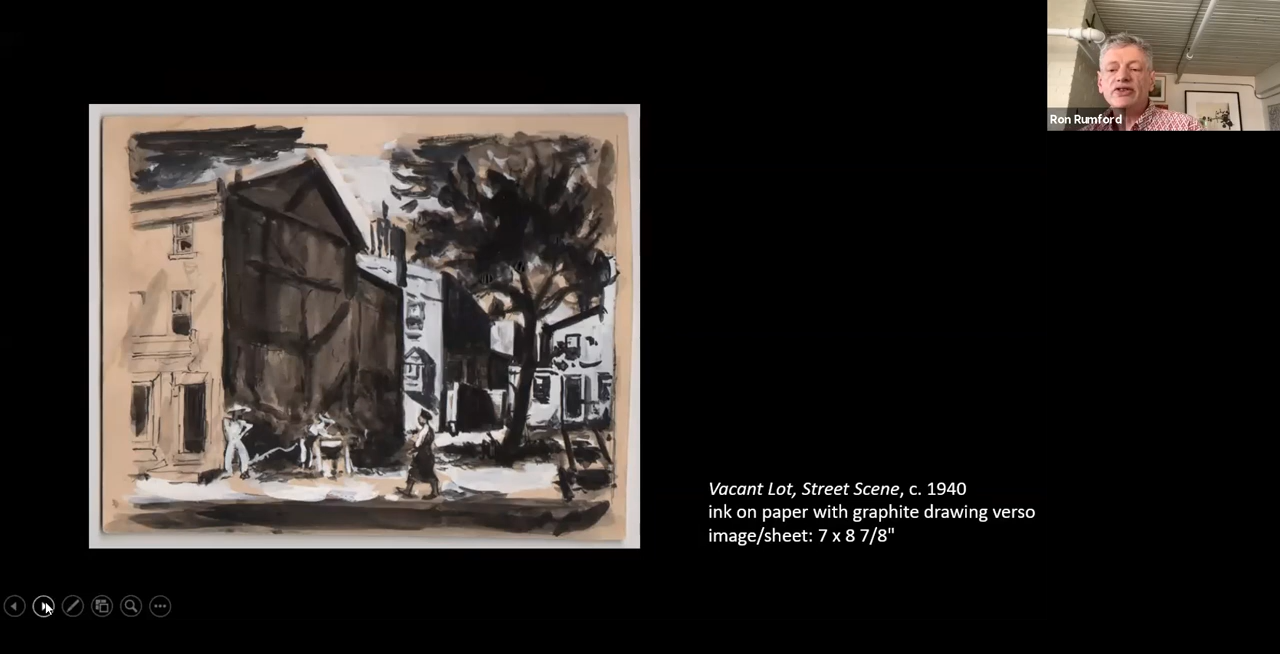 Ron Rumford
Vacant Lot, Street Scene, c. 1940
ink on paper with graphite drawing verso
image/sheet: 7 x 8 7/8"